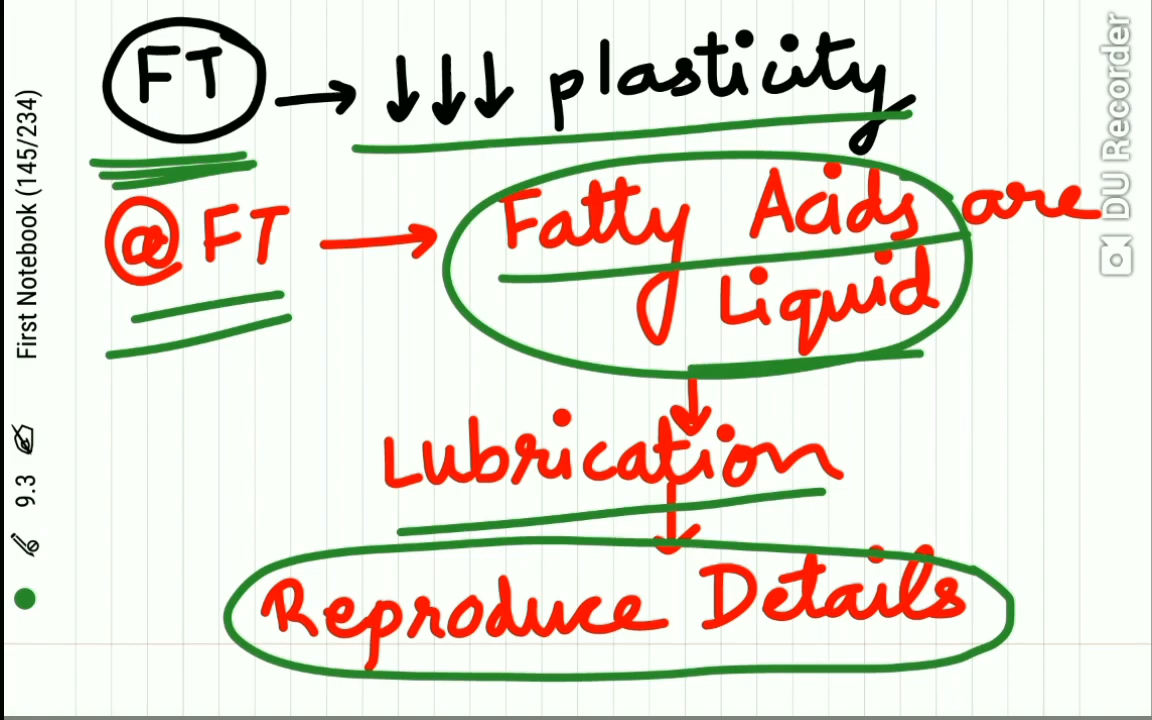 FT → ↓↓↓ plasticity
@ FT → Fatty Acids are
Liquid
↓
Lubrication
↓
Reproduce Details
First Notebook (145/234)
9.3
DU Recorder